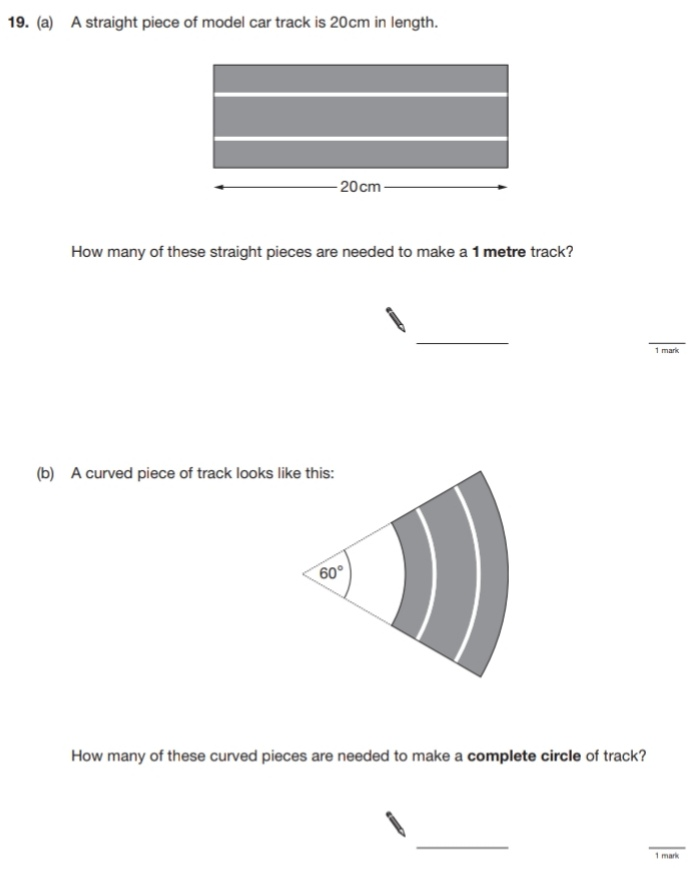 19. (a) A straight piece of model car track is 20cm in length.
20cm
How many of these straight pieces are needed to make a 1 metre track?
1 mark
(b) A curved piece of track looks like this:
60°
How many of these curved pieces are needed to make a complete circle of track?
1 mark